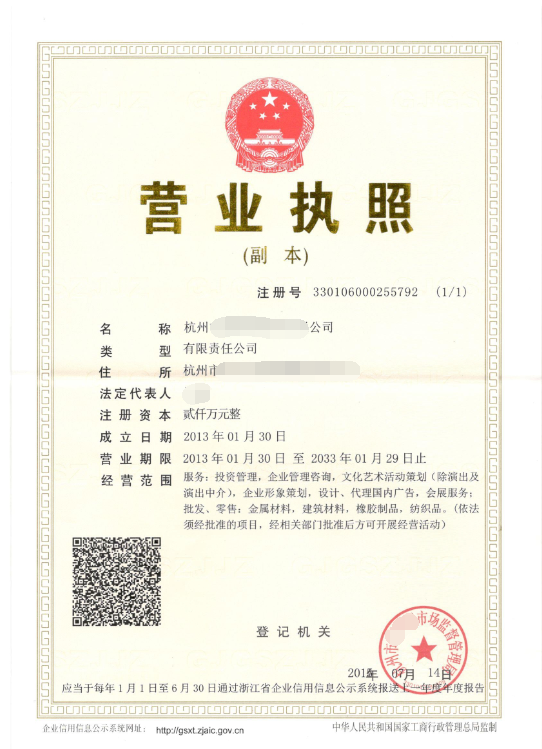 营业执照
(副 本)
注册号 330106000255792 (1/1)
名 称 杭州 公司
类 型 有限责任公司
住 所 杭州市
法定代表人
注册资本 贰仟万元整
成立日期 2013年01月30日
营业期限 2013年01月30日 至 2033年01月29日止
经营范围 服务：投资管理，企业管理咨询，文化艺术活动策划（除演出及
演出中介），企业形象策划，设计、代理国内广告，会展服务；
批发、零售：金属材料，建筑材料，橡胶制品，纺织品。（依法
须经批准的项目，经相关部门批准后方可开展经营活动）
登记机关
杭州市 市场监督管理局
年 月 14日
应当于每年1月1日至6月30日通过浙江省企业信用信息公示系统报送上一年度年度报告
企业信用信息公示系统网址： http://gsxt.zjaic.gov.cn
中华人民共和国国家工商行政管理总局监制